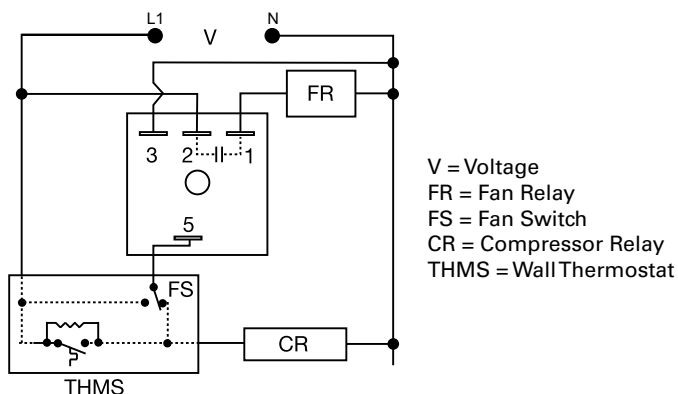 L1 V N
FR
3 2 1
5
FS
CR
THMS
V = Voltage
FR = Fan Relay
FS = Fan Switch
CR = Compressor Relay
THMS = Wall Thermostat